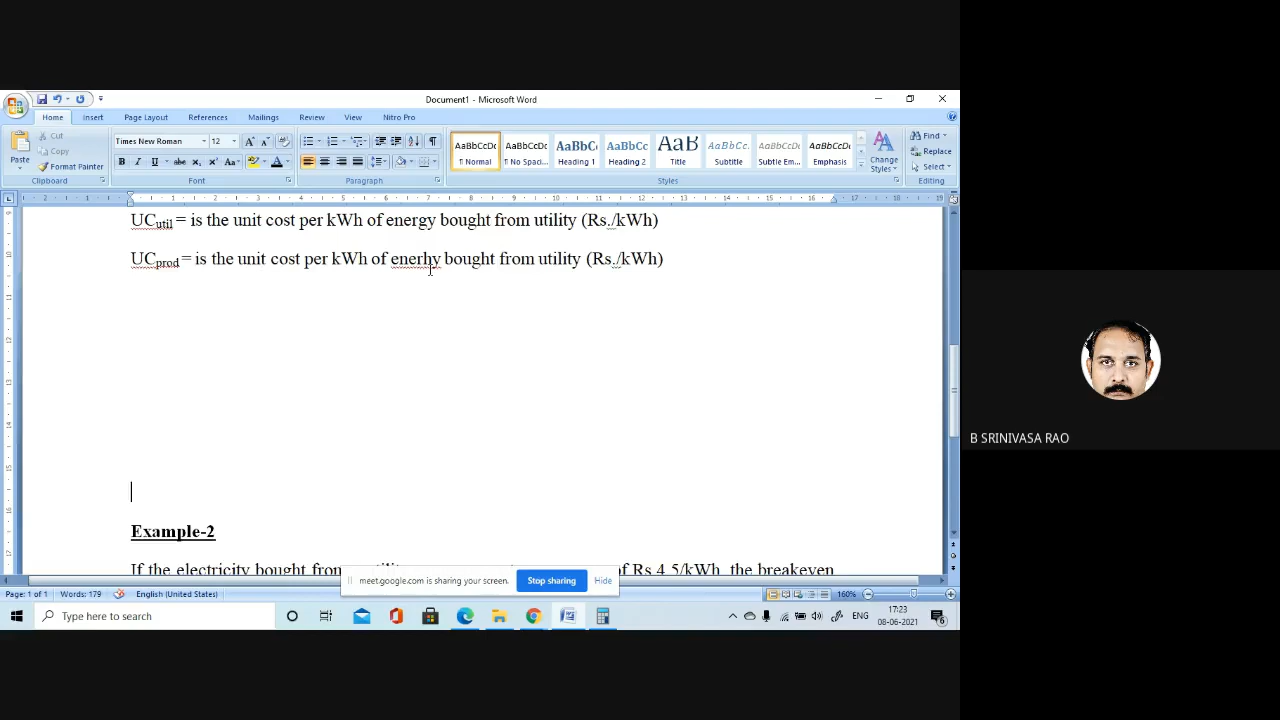 Document1 - Microsoft Word
Home Insert Page Layout References Mailings Review View Nitro Pro
Paste
Cut
Copy
Format Painter
Clipboard
Times New Roman 12
Font
Paragraph
AaBbCcDc AaBbCcDc AaBbC AaBbCc AaB AaBbCc. AaBbCcDc AaBbCcDc
¶ Normal ¶ No Spaci... Heading 1 Heading 2 Title Subtitle Subtle Em... Emphasis
Change Styles
Styles
Find
Replace
Select
Editing
UCutil = is the unit cost per kWh of energy bought from utility (Rs./kWh)
UCprod = is the unit cost per kWh of enerhy bought from utility (Rs./kWh)
Example-2
If the electricity bought from of Rs 4.5/kWh, the breakeven
meet.google.com is sharing your screen. Stop sharing Hide
Page: 1 of 1 Words: 179 English (United States) 160%
Type here to search
ENG 17:23
08-06-2021
6
B SRINIVASA RAO